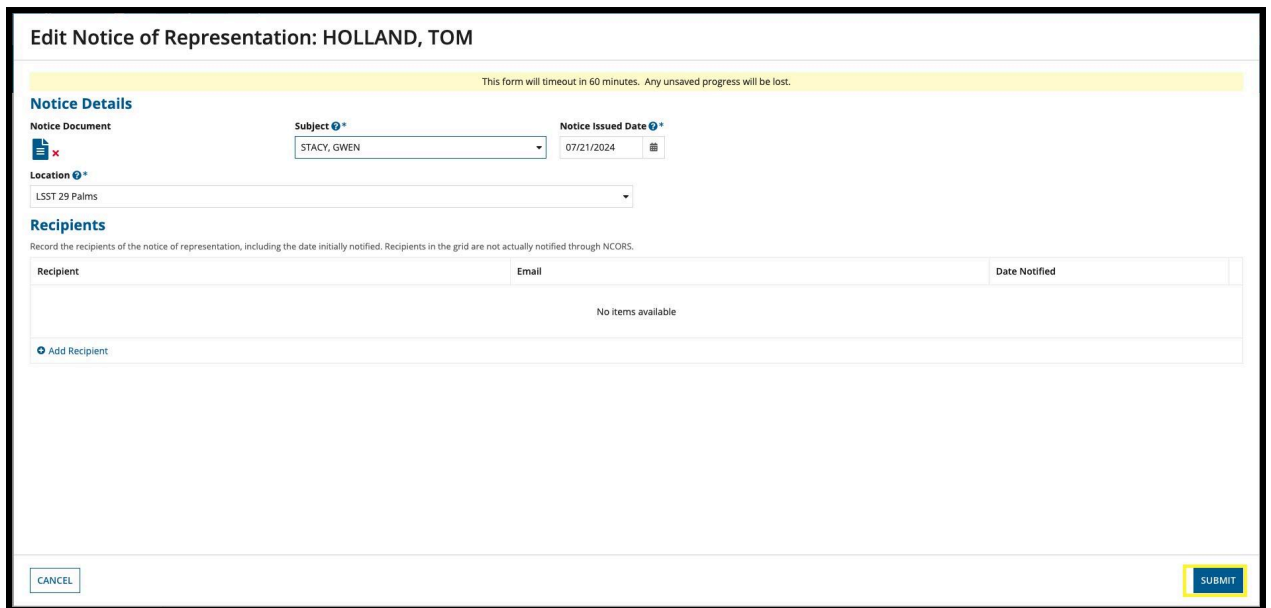 Edit Notice of Representation: HOLLAND, TOM
This form will timeout in 60 minutes. Any unsaved progress will be lost.
Notice Details
Notice Document
Subject *
Notice Issued Date *
STACY, GWEN
07/21/2024
Location *
LSST 29 Palms
Recipients
Record the recipients of the notice of representation, including the date initially notified. Recipients in the grid are not actually notified through NCORS.
Recipient Email Date Notified
No items available
Add Recipient
CANCEL
SUBMIT